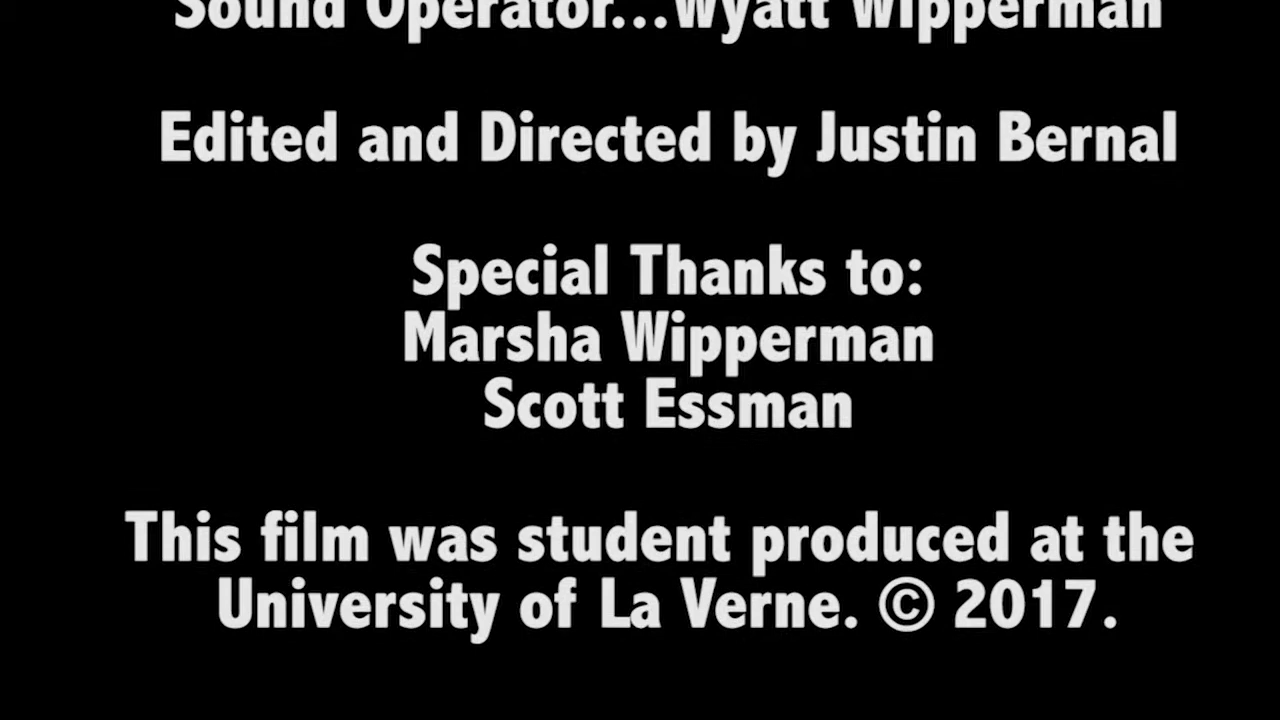 Sound Operator...Wyatt Wipperman
Edited and Directed by Justin Bernal
Special Thanks to:
Marsha Wipperman
Scott Essman
This film was student produced at the
University of La Verne. © 2017.